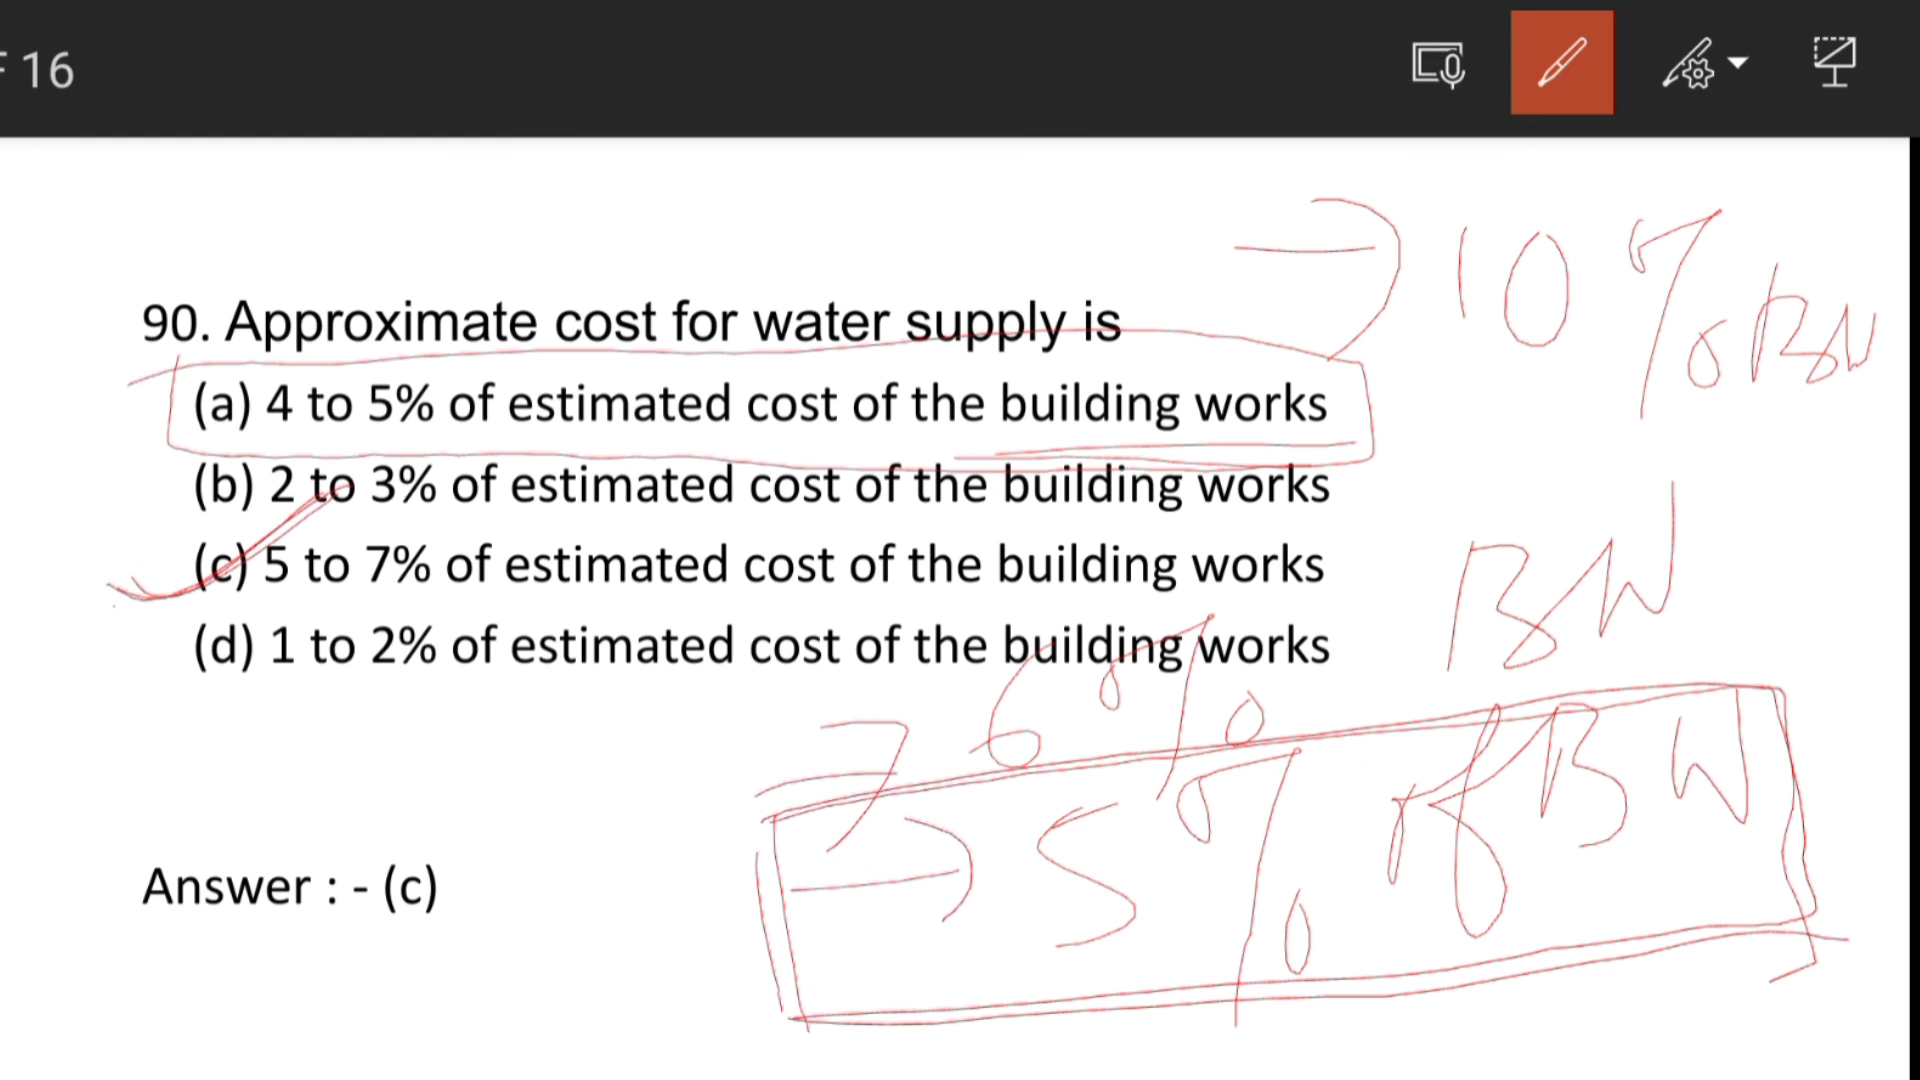 F 16
→ 10% BW
90. Approximate cost for water supply is
(a) 4 to 5% of estimated cost of the building works
(b) 2 to 3% of estimated cost of the building works
(c) 5 to 7% of estimated cost of the building works
BW
(d) 1 to 2% of estimated cost of the building works
→ 6%
→ 5% of BW
Answer : - (c)